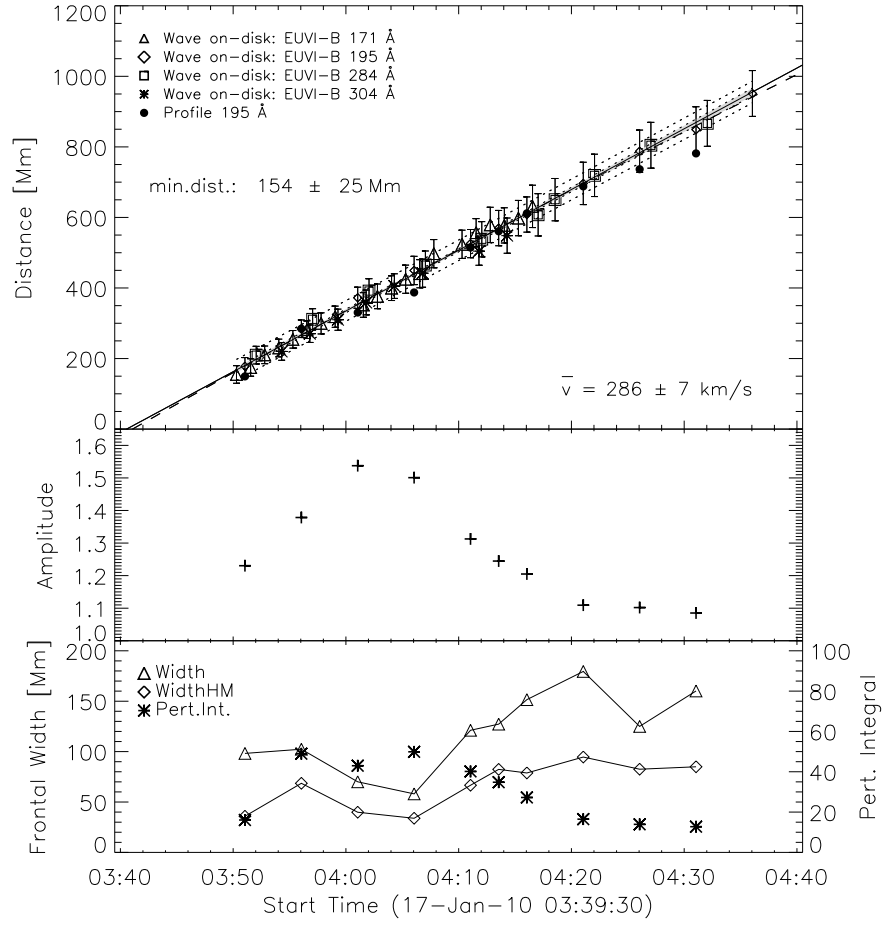 1200
1000
800
600
400
200
0
Distance [Mm]
Wave on-disk: EUVI-B 171 Å
Wave on-disk: EUVI-B 195 Å
Wave on-disk: EUVI-B 284 Å
Wave on-disk: EUVI-B 304 Å
Profile 195 Å
min.dist.: 154 ± 25 Mm
v̄ = 286 ± 7 km/s
1.6
1.5
1.4
1.3
1.2
1.1
1.0
Amplitude
200
150
100
50
0
Frontal Width [Mm]
Width
WidthHM
Pert.Int.
100
80
60
40
20
0
Pert. Integral
03:40 03:50 04:00 04:10 04:20 04:30 04:40
Start Time (17-Jan-10 03:39:30)